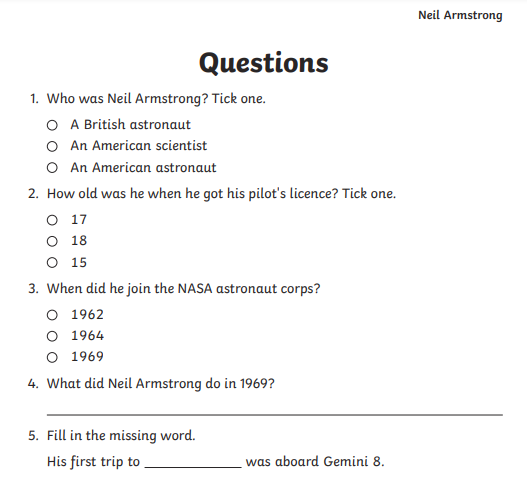 Neil Armstrong
Questions
1. Who was Neil Armstrong? Tick one.
A British astronaut
An American scientist
An American astronaut
2. How old was he when he got his pilot's licence? Tick one.
17
18
15
3. When did he join the NASA astronaut corps?
1962
1964
1969
4. What did Neil Armstrong do in 1969?
5. Fill in the missing word.
His first trip to ____________ was aboard Gemini 8.